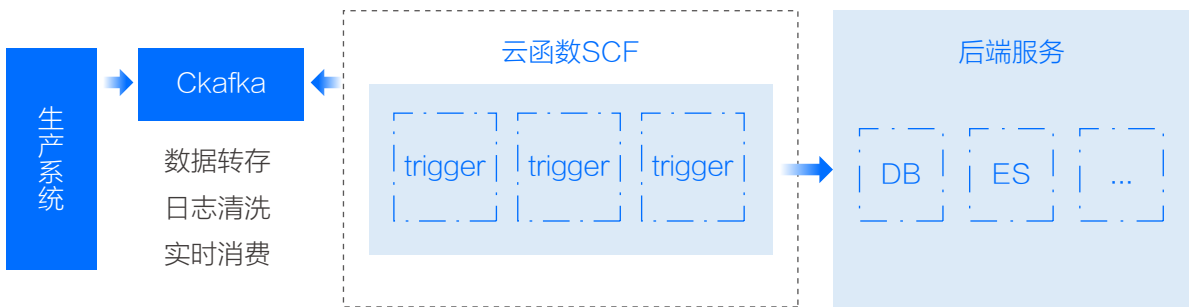 生产系统
Ckafka
数据转存
日志清洗
实时消费
云函数SCF
trigger trigger trigger
后端服务
DB ES ...